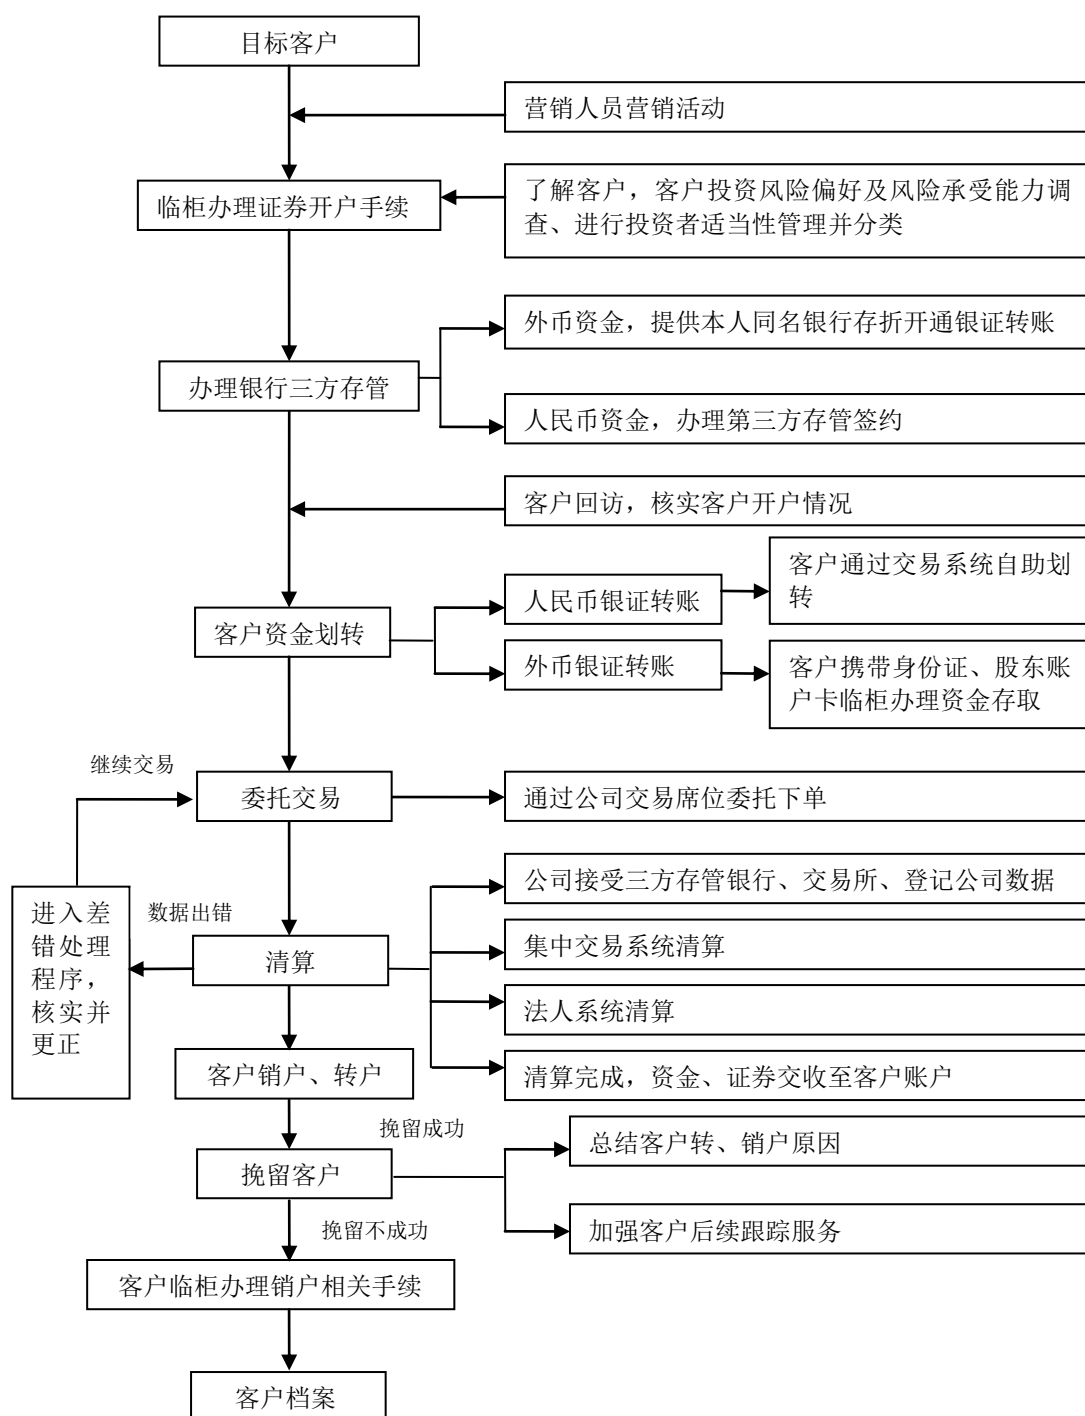 目标客户
营销人员营销活动
临柜办理证券开户手续
了解客户，客户投资风险偏好及风险承受能力调
查、进行投资者适当性管理并分类
外币资金，提供本人同名银行存折开通银证转账
办理银行三方存管
人民币资金，办理第三方存管签约
客户回访，核实客户开户情况
人民币银证转账
客户通过交易系统自助划
转
客户资金划转
外币银证转账
客户携带身份证、股东账
户卡临柜办理资金存取
继续交易
委托交易
通过公司交易席位委托下单
公司接受三方存管银行、交易所、登记公司数据
进入差
错处理
程序，
核实并
更正
数据出错
清算
集中交易系统清算
法人系统清算
清算完成，资金、证券交收至客户账户
客户销户、转户
挽留成功
总结客户转、销户原因
挽留客户
加强客户后续跟踪服务
挽留不成功
客户临柜办理销户相关手续
客户档案